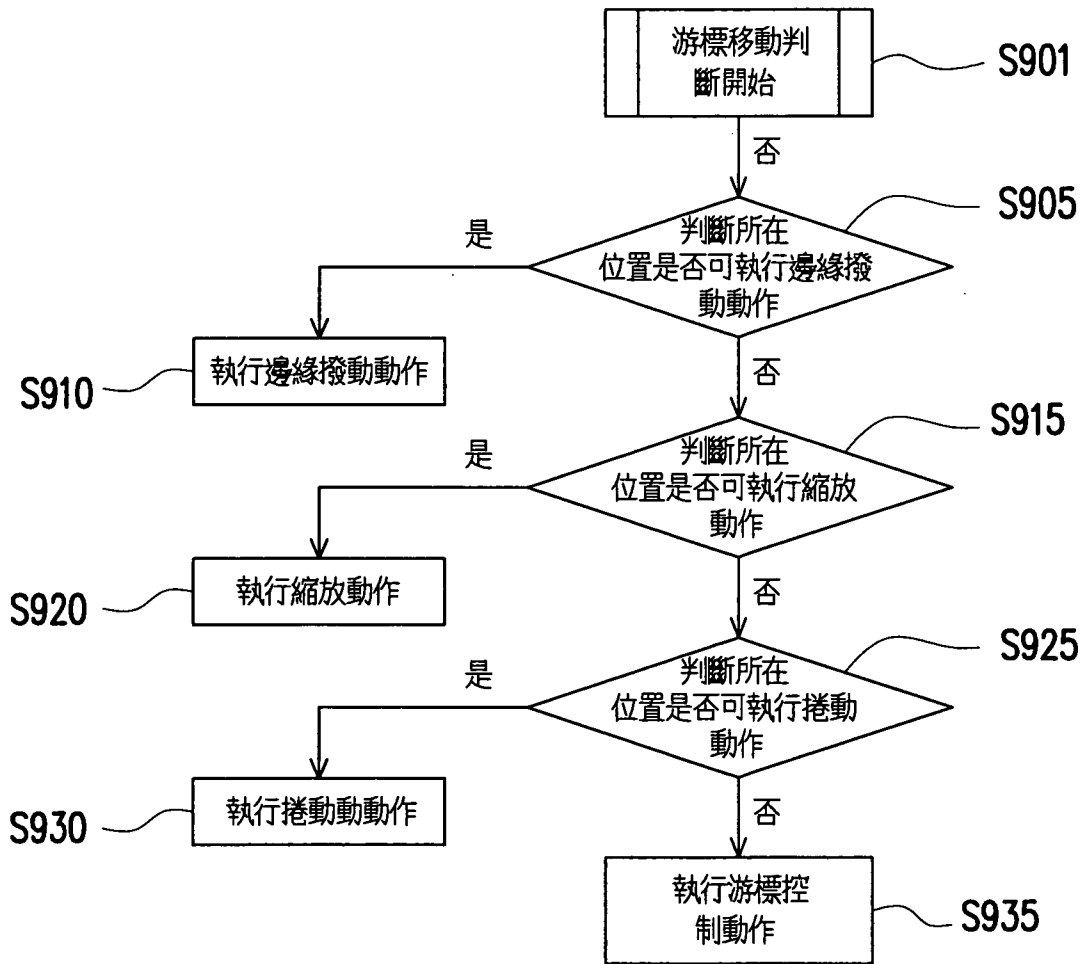 游標移動判
斷開始
S901
否
S905
判斷所在
位置是否可執行邊緣撥
動動作
是
執行邊緣撥動動作
S910
否
S915
判斷所在
位置是否可執行縮放
動作
是
執行縮放動作
S920
否
S925
判斷所在
位置是否可執行捲動
動作
是
執行捲動動動作
S930
否
執行游標控
制動作
S935